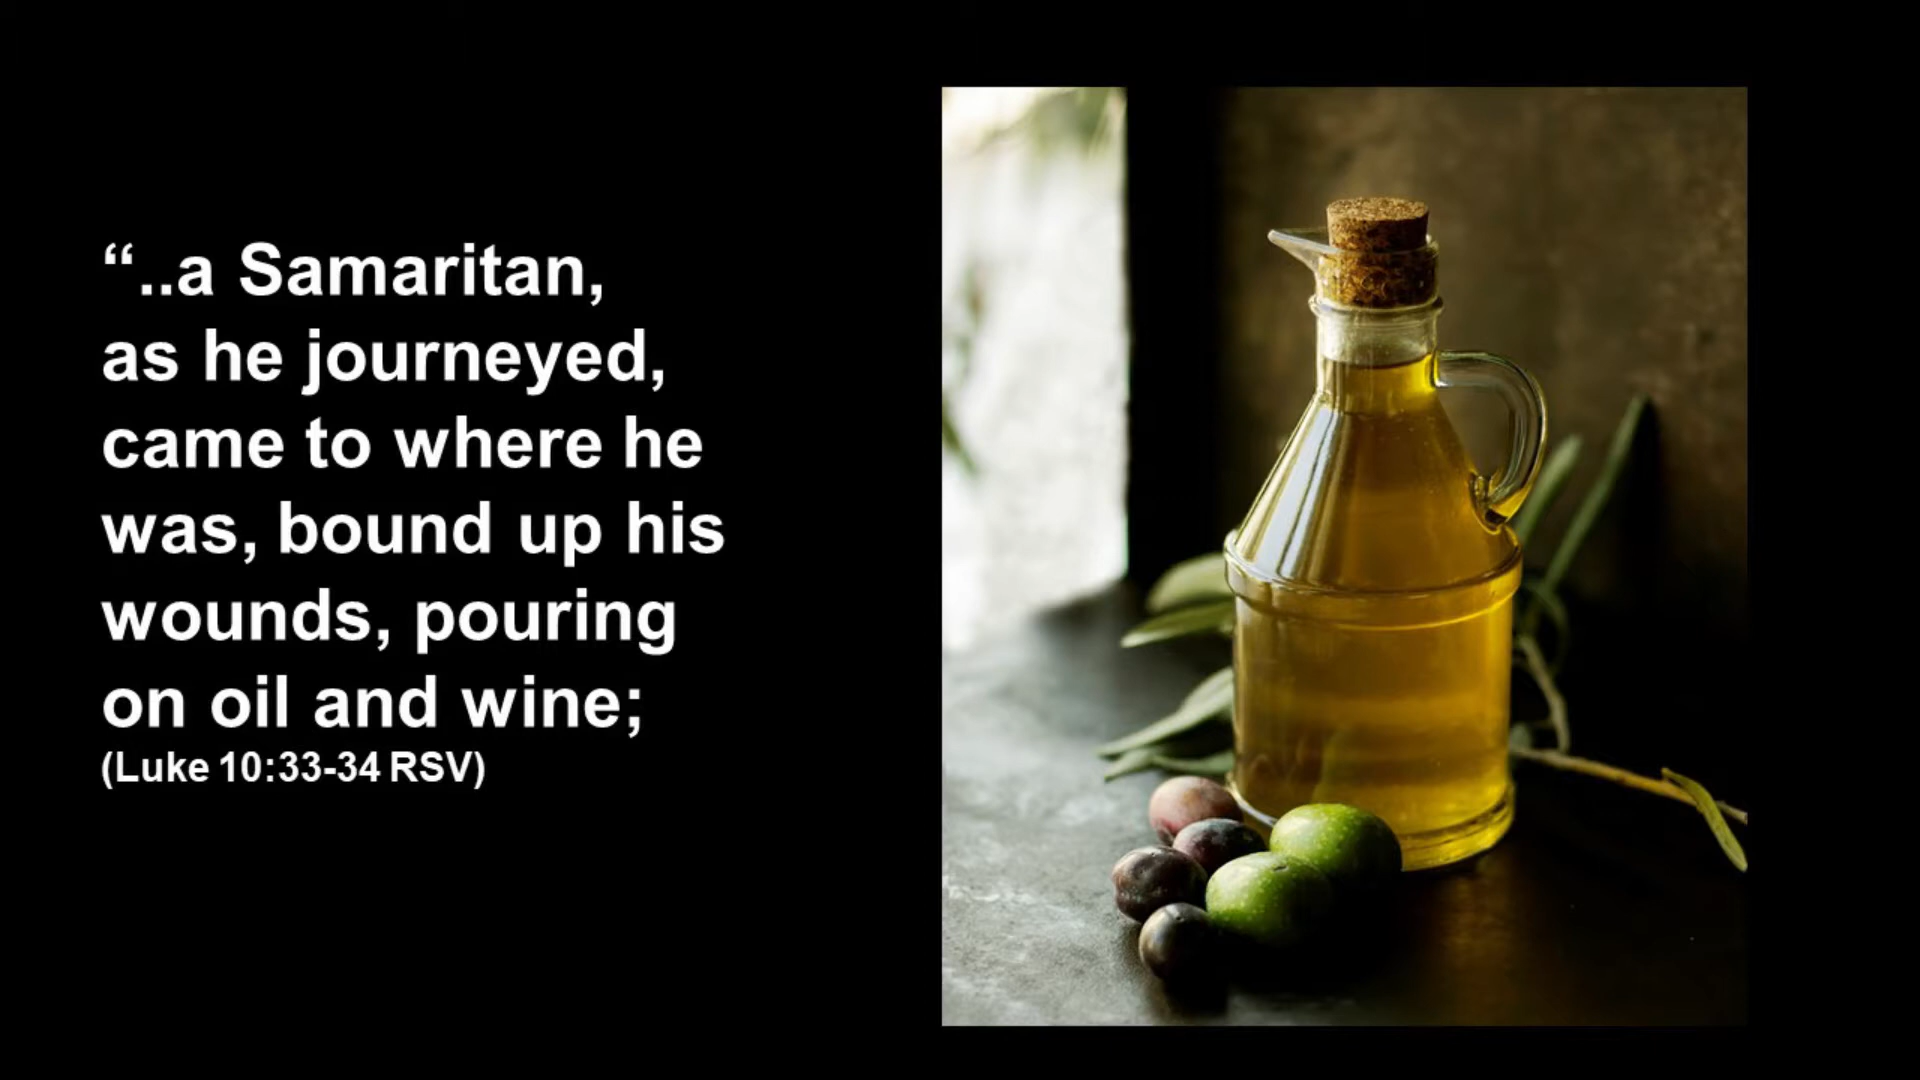 “..a Samaritan,
as he journeyed,
came to where he
was, bound up his
wounds, pouring
on oil and wine;
(Luke 10:33-34 RSV)